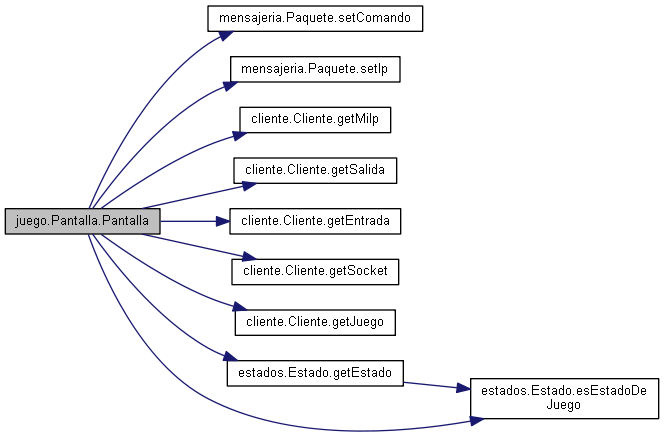 mensajeria.Paquete.setComando
mensajeria.Paquete.setIp
cliente.Cliente.getMiIp
cliente.Cliente.getSalida
juego.Pantalla.Pantalla
cliente.Cliente.getEntrada
cliente.Cliente.getSocket
cliente.Cliente.getJuego
estados.Estado.getEstado
estados.Estado.esEstadoDe
Juego